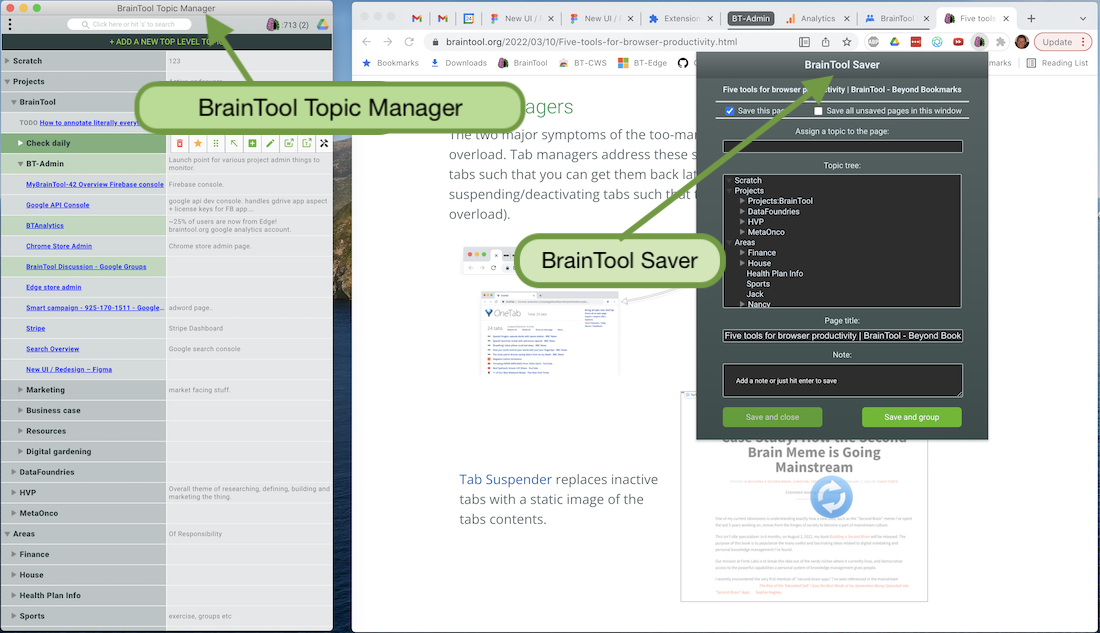 BrainTool Topic Manager
Click here or hit 's' to search
:713 (2)
+ ADD A NEW TOP LEVEL TOPIC
Scratch 123
Projects
BrainTool
TODO How to annotate literally every
Check daily
BT-Admin Launch point for various project admin things to
monitor.
MyBrainTool-42 Overview Firebase console Firebase console.
Google API Console google api dev console. handles gdrive app aspect
+ license keys for FB app....
BTAnalytics ~25% of users are now from Edge!
braintool.org google analytics account.
Chrome Store Admin Chrome store admin page.
BrainTool Discussion - Google Groups
Edge store admin
Smart campaign - 925-170-1511 - Google... adword page .
Stripe Stripe Dashboard
Search Overview Google search console
New UI / Redesign – Figma
Marketing market facing stuff.
Business case
Resources
Digital gardening
DataFoundries
HVP Overall theme of researching, defining, building and
marketing the thing.
MetaOnco
Areas Of Responsibility
Finance
House
Health Plan Info
Sports exercise, groups etc
BrainTool Topic Manager
New UI / New UI / Extension BT-Admin Analytics BrainTool Five tools
braintool.org/2022/03/10/Five-tools-for-browser-productivity.html
Update
Bookmarks Downloads BrainTool BT-CWS BT-Edge
marks Reading List
agers
The two major symptoms of the too-mar
overload. Tab managers address these s
tabs such that you can get them back lat
suspending/deactivating tabs such that t
overload).
OneTab
BrainTool Saver
BrainTool Saver
Five tools for browser productivity | BrainTool - Beyond Bookmarks
Save this pag
Save all unsaved pages in this window
Assign a topic to the page:
Topic tree:
Scratch
Projects
Projects:BrainTool
DataFoundries
HVP
MetaOnco
Areas
Finance
House
Health Plan Info
Sports
Jack
Nancy
Page title:
Five tools for browser productivity | BrainTool - Beyond Book
Note:
Add a note or just hit enter to save
Save and close
Save and group
Tab Suspender replaces inactive
tabs with a static image of the
tabs contents.
Case Study: How the Second
Brain Meme is Going
Mainstream